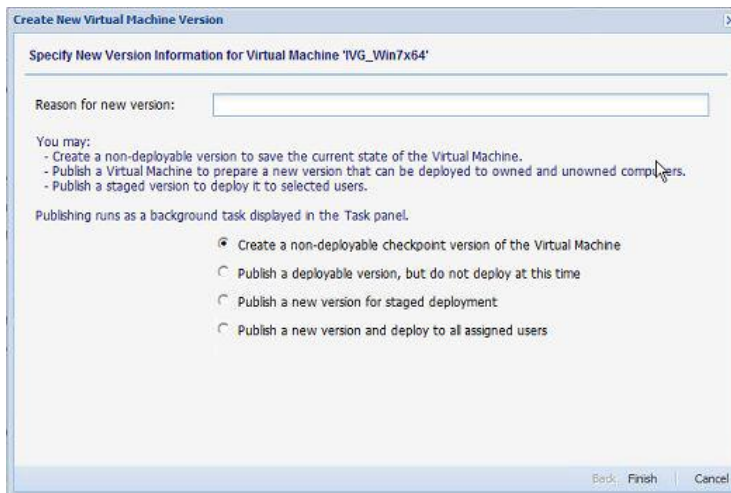 Create New Virtual Machine Version
Specify New Version Information for Virtual Machine 'IVG_Win7x64'
Reason for new version:
You may:
- Create a non-deployable version to save the current state of the Virtual Machine.
- Publish a Virtual Machine to prepare a new version that can be deployed to owned and unowned computers.
- Publish a staged version to deploy it to selected users.
Publishing runs as a background task displayed in the Task panel.
Create a non-deployable checkpoint version of the Virtual Machine
Publish a deployable version, but do not deploy at this time
Publish a new version for staged deployment
Publish a new version and deploy to all assigned users
Back Finish Cancel